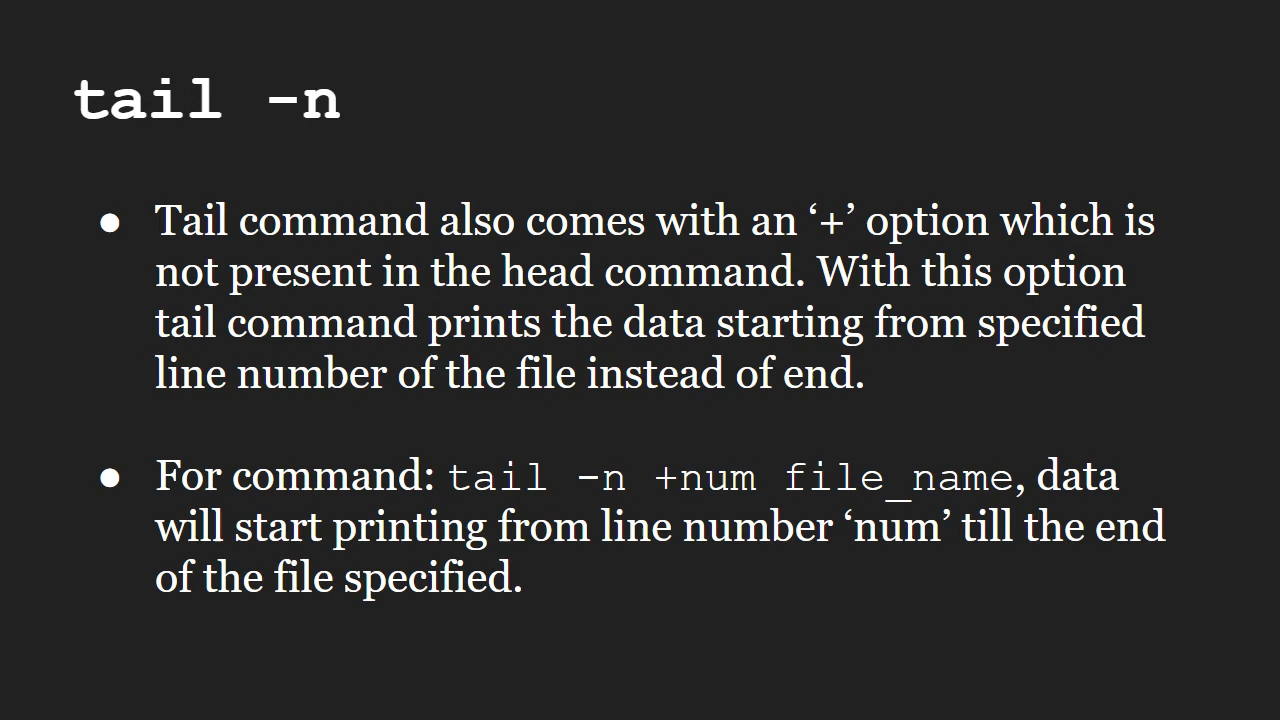 tail -n
● Tail command also comes with an ‘+’ option which is
not present in the head command. With this option
tail command prints the data starting from specified
line number of the file instead of end.
● For command: tail -n +num file_name, data
will start printing from line number ‘num’ till the end
of the file specified.